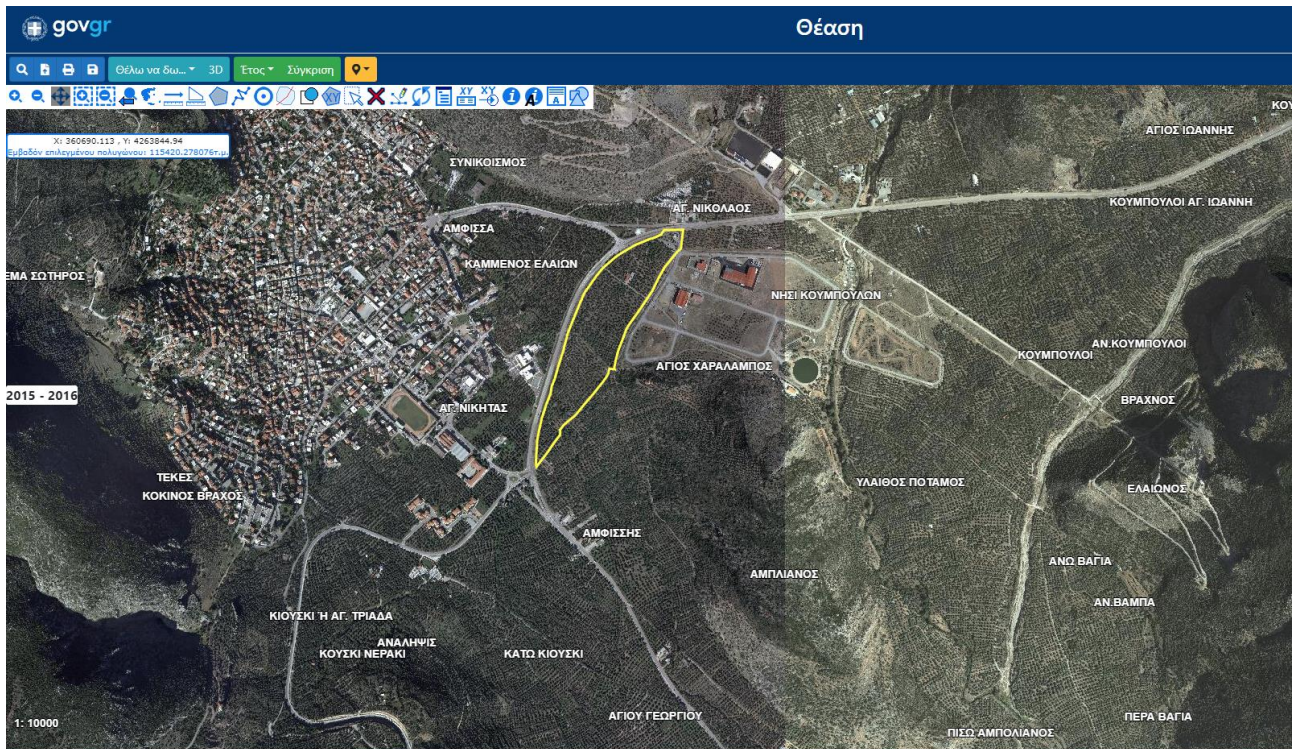 govgr
Θέαση
Θέλω να δω...
3D
Έτος
Σύγκριση
X: 360690.113 , Y: 4263844.94
Εμβαδόν επιλεγμένου πολυγώνου: 115420.278076τ.μ.
ΚΟΥ
ΑΓΙΟΣ ΙΩΑΝΝΗΣ
ΣΥΝΙΚΟΙΣΜΟΣ
ΚΟΥΜΠΟΥΛΟΙ ΑΓ. ΙΩΑΝΝΗ
ΑΓ. ΝΙΚΟΛΑΟΣ
ΑΜΦΙΣΣΑ
ΚΑΜΜΕΝΟΣ ΕΛΑΙΩΝ
ΕΜΑ ΣΩΤΗΡΟΣ
ΝΗΣΙ ΚΟΥΜΠΟΥΛΩΝ
ΑΝ.ΚΟΥΜΠΟΥΛΟΙ
ΚΟΥΜΠΟΥΛΟΙ
ΑΓΙΟΣ ΧΑΡΑΛΑΜΠΟΣ
2015 - 2016
ΒΡΑΧΝΟΣ
ΑΓ. ΝΙΚΗΤΑΣ
ΤΕΚΕΣ
ΥΛΑΙΘΟΣ ΠΟΤΑΜΟΣ
ΕΛΑΙΩΝΟΣ
ΚΟΚΙΝΟΣ ΒΡΑΧΟΣ
ΑΜΦΙΣΣΗΣ
ΑΝΩ ΒΑΓΙΑ
ΑΜΠΛΙΑΝΟΣ
ΑΝ.ΒΑΜΠΑ
ΚΙΟΥΣΚΙ Ή ΑΓ. ΤΡΙΑΔΑ
ΑΝΑΛΗΨΙΣ
ΚΟΥΣΚΙ ΝΕΡΑΚΙ
ΚΑΤΩ ΚΙΟΥΣΚΙ
ΑΓΙΟΥ ΓΕΩΡΓΙΟΥ
ΠΕΡΑ ΒΑΓΙΑ
1: 10000
ΠΙΣΩ ΑΜΠΟΛΙΑΝΟΣ